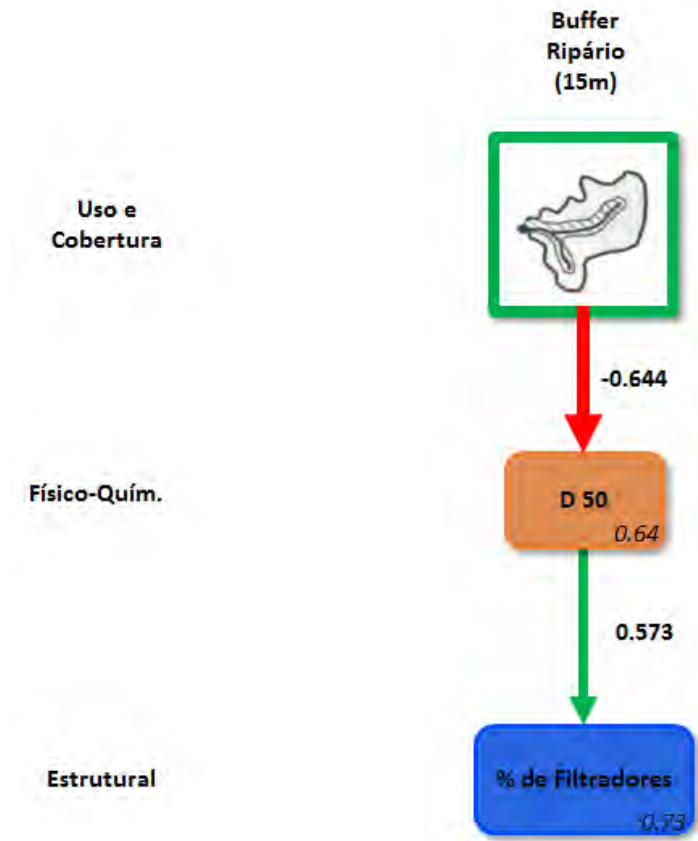 Buffer
Ripário
(15m)
Uso e
Cobertura
-0.644
Físico-Quím.
D 50
0.64
0.573
Estrutural
% de Filtradores
0.73